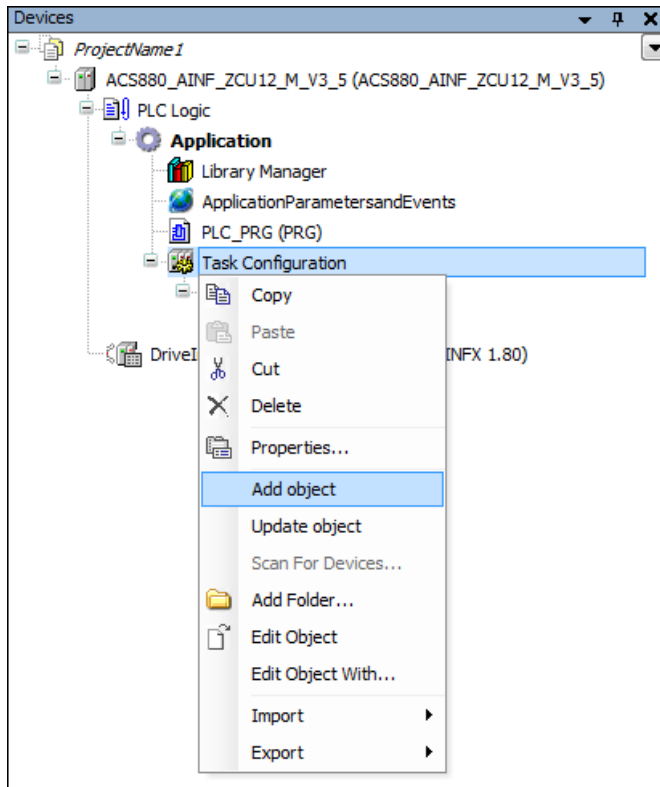 Devices
ProjectName1
ACS880_AINF_ZCU12_M_V3_5 (ACS880_AINF_ZCU12_M_V3_5)
PLC Logic
Application
Library Manager
ApplicationParametersandEvents
PLC_PRG (PRG)
Task Configuration
Copy
Paste
DriveI INFX 1.80)
Cut
Delete
Properties...
Add object
Update object
Scan For Devices...
Add Folder...
Edit Object
Edit Object With...
Import
Export